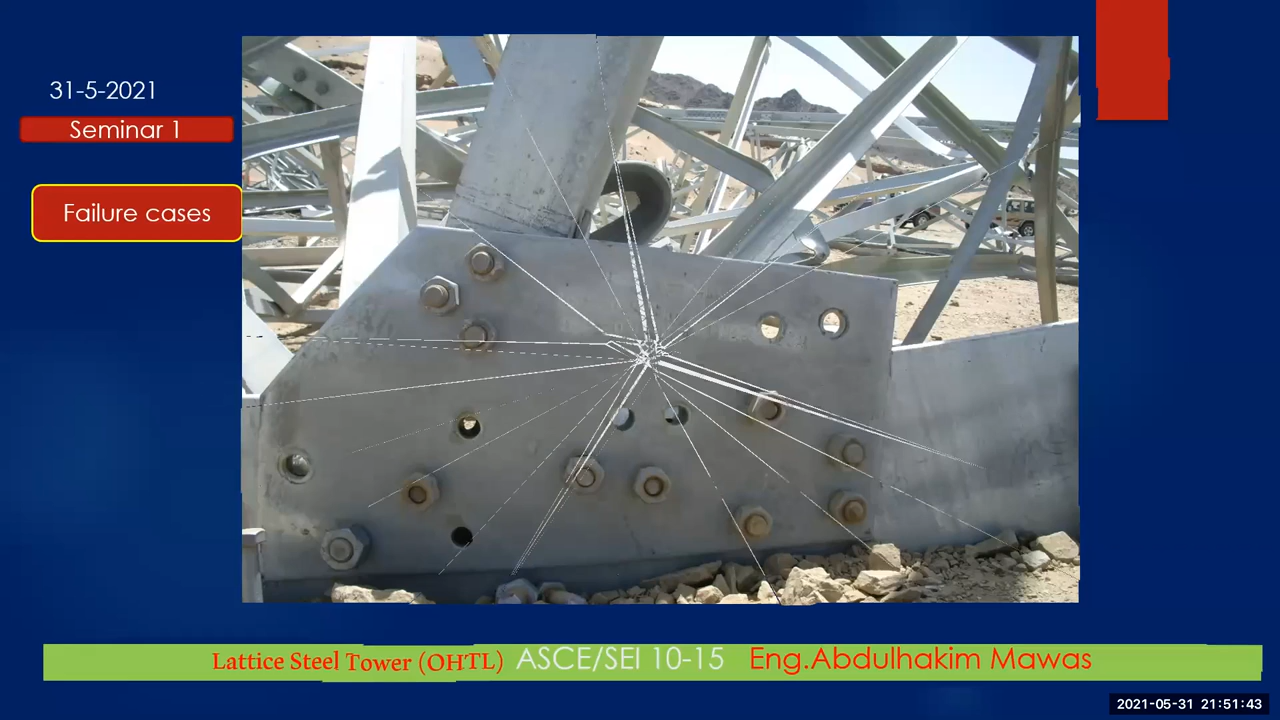 31-5-2021
Seminar 1
Failure cases
Lattice Steel Tower (OHTL) ASCE/SEI 10-15 Eng.Abdulhakim Mawas
2021-05-31 21:51:43